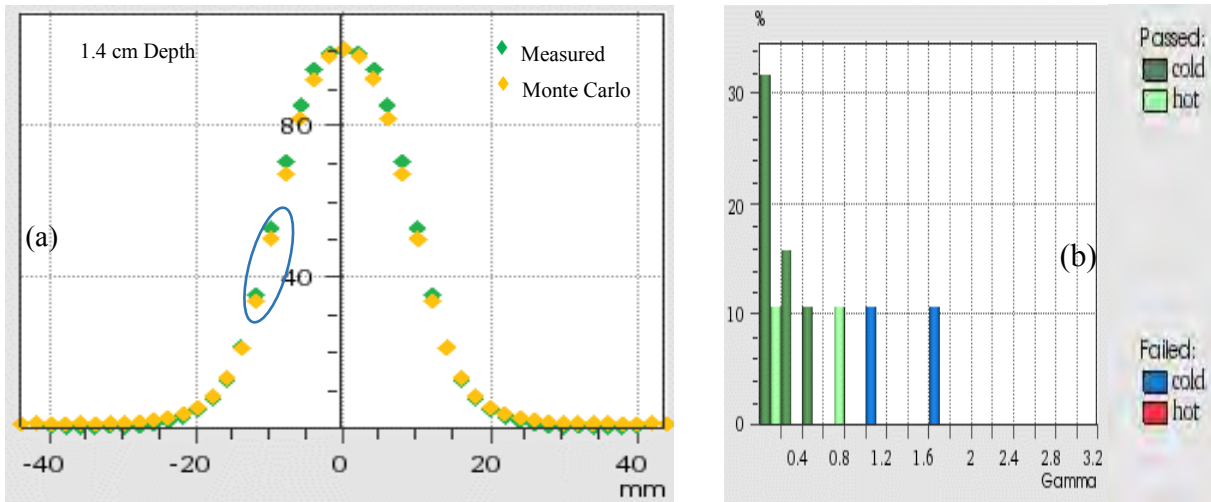 1.4 cm Depth
Measured
Monte Carlo
80
40
(a)
-40
-20
0
20
40
mm
%
30
20
10
0
0.4
0.8
1.2
1.6
2
2.4
2.8
3.2
Gamma
(b)
Passed:
cold
hot
Failed:
cold
hot